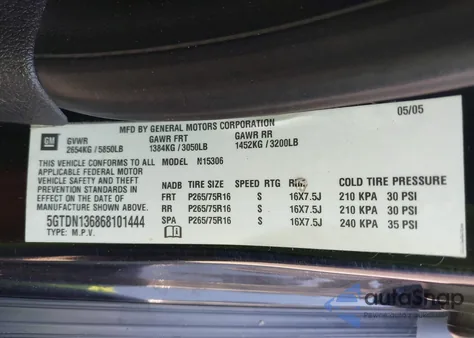 05/05
MFD BY GENERAL MOTORS CORPORATION
GM GVWR GAWR FRT GAWR RR
2654KG/5850LB 1384KG/3050LB 1452KG/3200LB
THIS VEHICLE CONFORMS TO ALL MODEL N15306
APPLICABLE FEDERAL MOTOR
VEHICLE SAFETY AND THEFT NADB TIRE SIZE SPEED RTG RIM COLD TIRE PRESSURE
PREVENTION STANDARDS IN FRT P265/75R16 S 16X7.5J 210 KPA 30 PSI
EFFECT ON THE DATE OF RR P265/75R16 S 16X7.5J 210 KPA 30 PSI
MANUFACTURE SHOWN ABOVE. SPA P265/75R16 S 16X7.5J 240 KPA 35 PSI
5GTDN136868101444
TYPE: M.P.V.
autoSnap